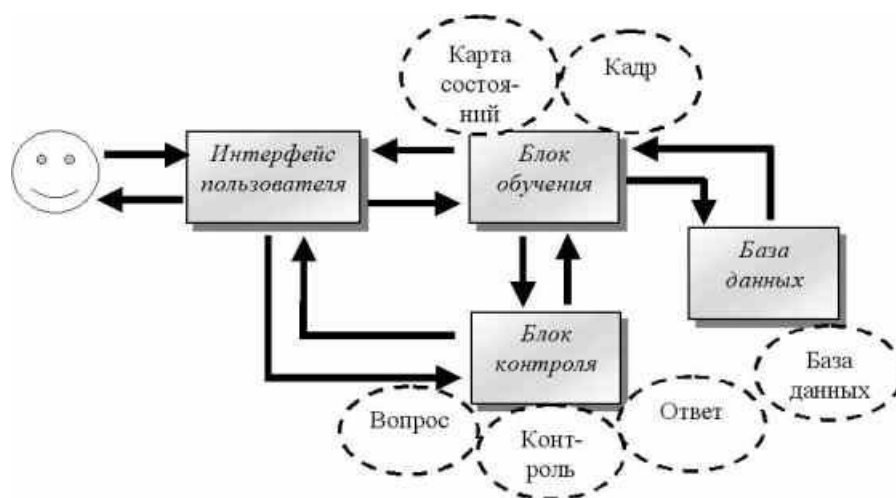 Карта
состоя-
ний
Кадр
Интерфейс
пользователя
Блок
обучения
База
данных
Блок
контроля
База
данных
Вопрос
Конт-
роль
Ответ